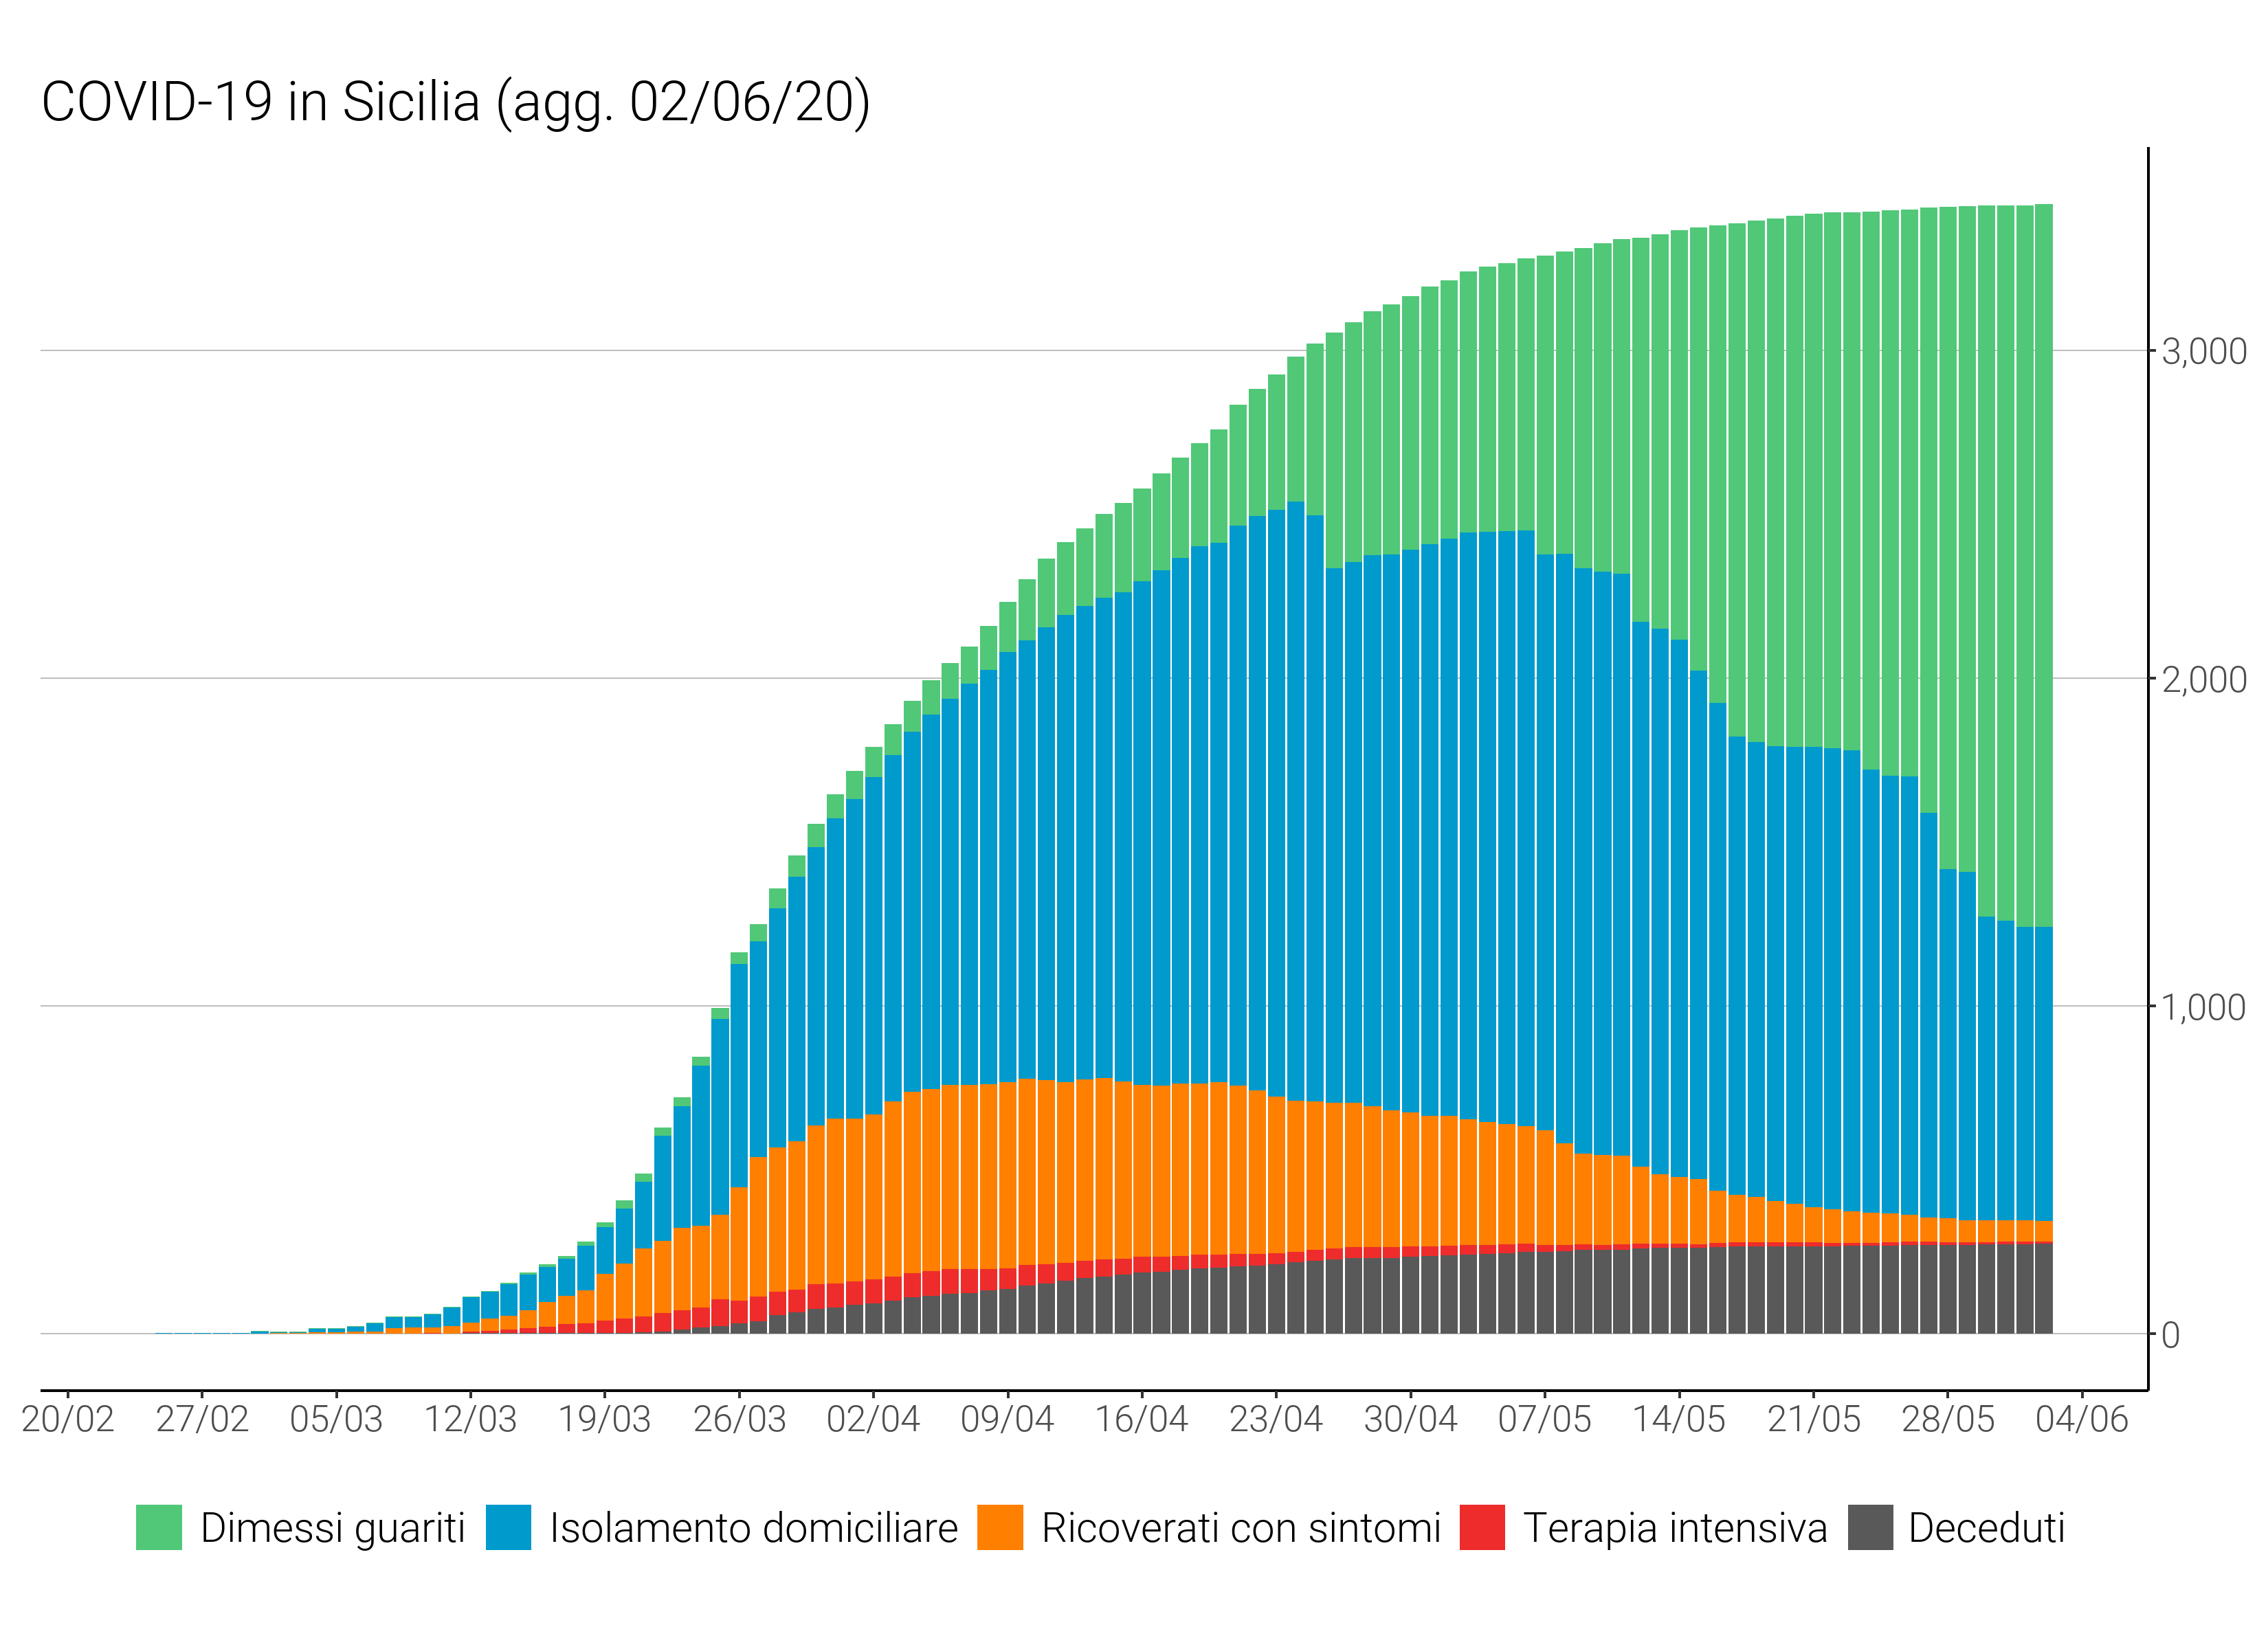 COVID-19 in Sicilia (agg. 02/06/20)
3,000
2,000
1,000
0
20/02 27/02 05/03 12/03 19/03 26/03 02/04 09/04 16/04 23/04 30/04 07/05 14/05 21/05 28/05 04/06
Dimessi guariti Isolamento domiciliare Ricoverati con sintomi Terapia intensiva Deceduti